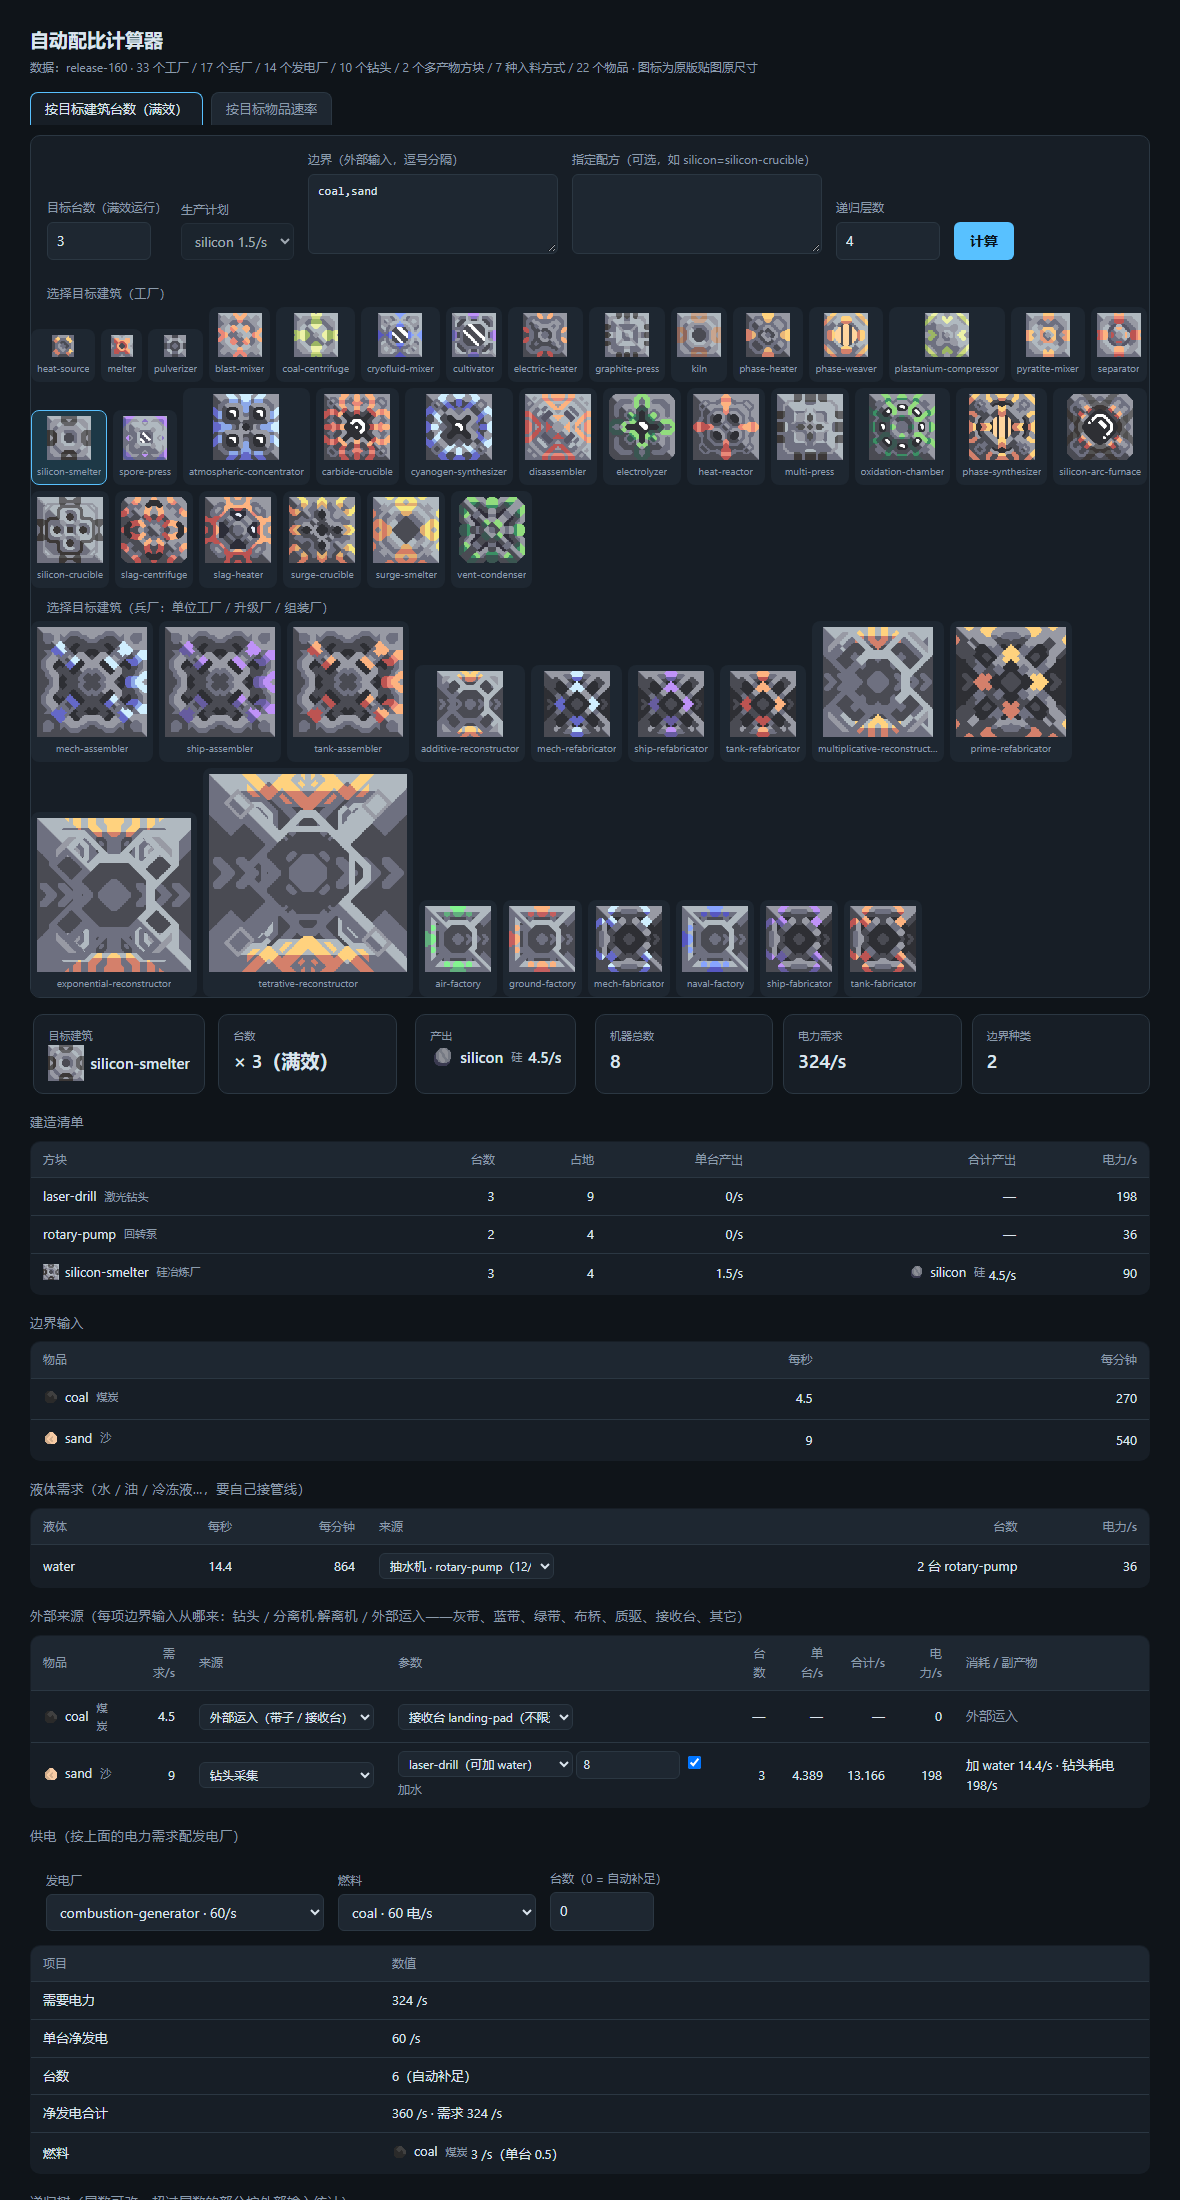 自动配比计算器
数据：release-160 · 33 个工厂 / 17 个兵厂 / 14 个发电厂 / 10 个钻头 / 2 个多产物方块 / 7 种入料方式 / 22 个物品 · 图标为原版贴图原尺寸
按目标建筑台数（满效） 按目标物品速率
目标台数（满效运行） 生产计划 边界（外部输入，逗号分隔） 指定配方（可选，如 silicon=silicon-crucible） 递归层数
3 silicon 1.5/s coal,sand 4 计算
选择目标建筑（工厂）
heat-source melter pulverizer blast-mixer coal-centrifuge cryofluid-mixer cultivator electric-heater graphite-press kiln phase-heater phase-weaver plastanium-compressor pyratite-mixer separator
silicon-smelter spore-press atmospheric-concentrator carbide-crucible cyanogen-synthesizer disassembler electrolyzer heat-reactor multi-press oxidation-chamber phase-synthesizer silicon-arc-furnace
silicon-crucible slag-centrifuge slag-heater surge-crucible surge-smelter vent-condenser
选择目标建筑（兵厂：单位工厂 / 升级厂 / 组装厂）
mech-assembler ship-assembler tank-assembler additive-reconstructor mech-refabricator ship-refabricator tank-refabricator multiplicative-reconstruct... prime-refabricator
exponential-reconstructor tetrative-reconstructor air-factory ground-factory mech-fabricator naval-factory ship-fabricator tank-fabricator
目标建筑 台数 产出 机器总数 电力需求 边界种类
silicon-smelter × 3（满效） silicon 硅 4.5/s 8 324/s 2
建造清单
方块 台数 占地 单台产出 合计产出 电力/s
laser-drill 激光钻头 3 9 0/s — 198
rotary-pump 回转泵 2 4 0/s — 36
silicon-smelter 硅冶炼厂 3 4 1.5/s silicon 硅 4.5/s 90
边界输入
物品 每秒 每分钟
coal 煤炭 4.5 270
sand 沙 9 540
液体需求（水 / 油 / 冷冻液...，要自己接管线）
液体 每秒 每分钟 来源 台数 电力/s
water 14.4 864 抽水机 · rotary-pump（12/ 2 台 rotary-pump 36
外部来源（每项边界输入从哪来：钻头 / 分离机·解离机 / 外部运入——灰带、蓝带、绿带、布桥、质驱、接收台、其它）
物品 需求/s 来源 参数 台数 单台/s 合计/s 电力/s 消耗 / 副产物
coal 煤炭 4.5 外部运入（带子 / 接收台） 接收台 landing-pad（不限 — — — 0 外部运入
sand 沙 9 钻头采集 laser-drill（可加 water） 8 加水 3 4.389 13.166 198 加 water 14.4/s · 钻头耗电 198/s
供电（按上面的电力需求配发电厂）
发电厂 燃料 台数（0 = 自动补足）
combustion-generator · 60/s coal · 60 电/s 0
项目 数值
需要电力 324 /s
单台净发电 60 /s
台数 6（自动补足）
净发电合计 360 /s · 需求 324 /s
燃料 coal 煤炭 3 /s（单台 0.5）